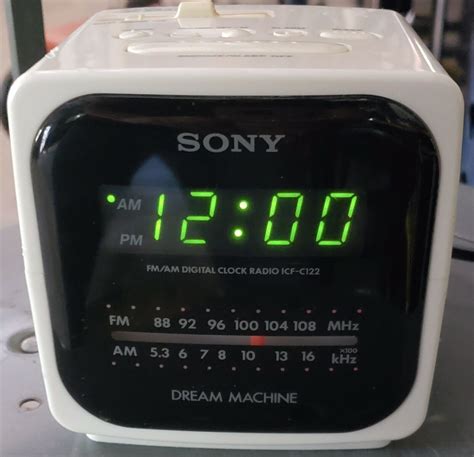 SONY
AM 12:00
PM
FM/AM DIGITAL CLOCK RADIO ICF-C122
FM 88 92 96 100 104 108 MHz
AM 5.3 6 7 8 10 13 16 x100 kHz
DREAM MACHINE